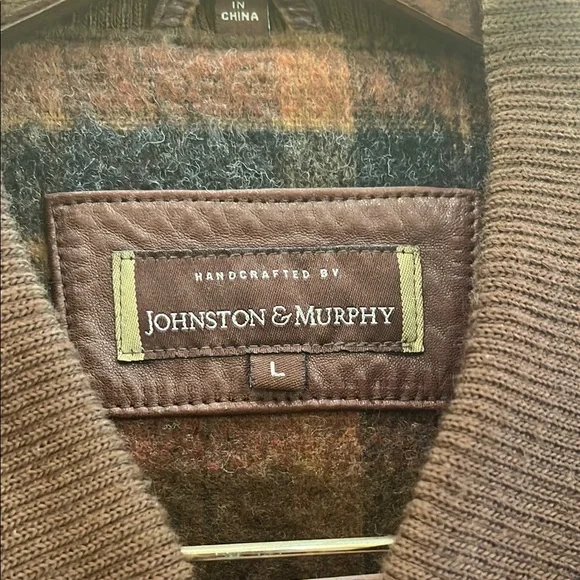 IN
CHINA
HANDCRAFTED BY
JOHNSTON & MURPHY
L